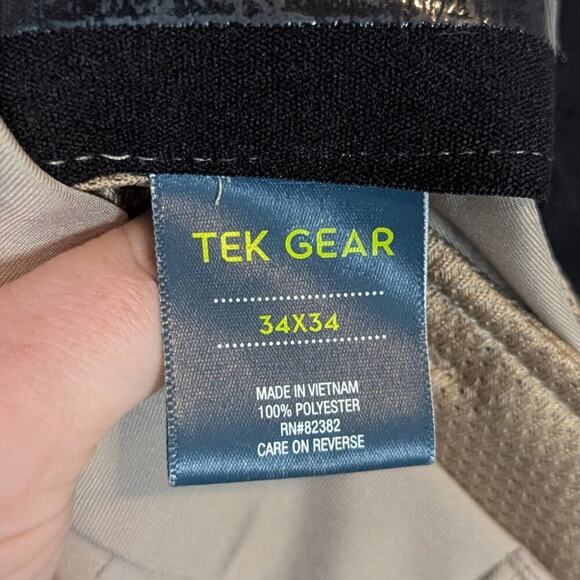 TEK GEAR
34X34
MADE IN VIETNAM
100% POLYESTER
RN#82382
CARE ON REVERSE